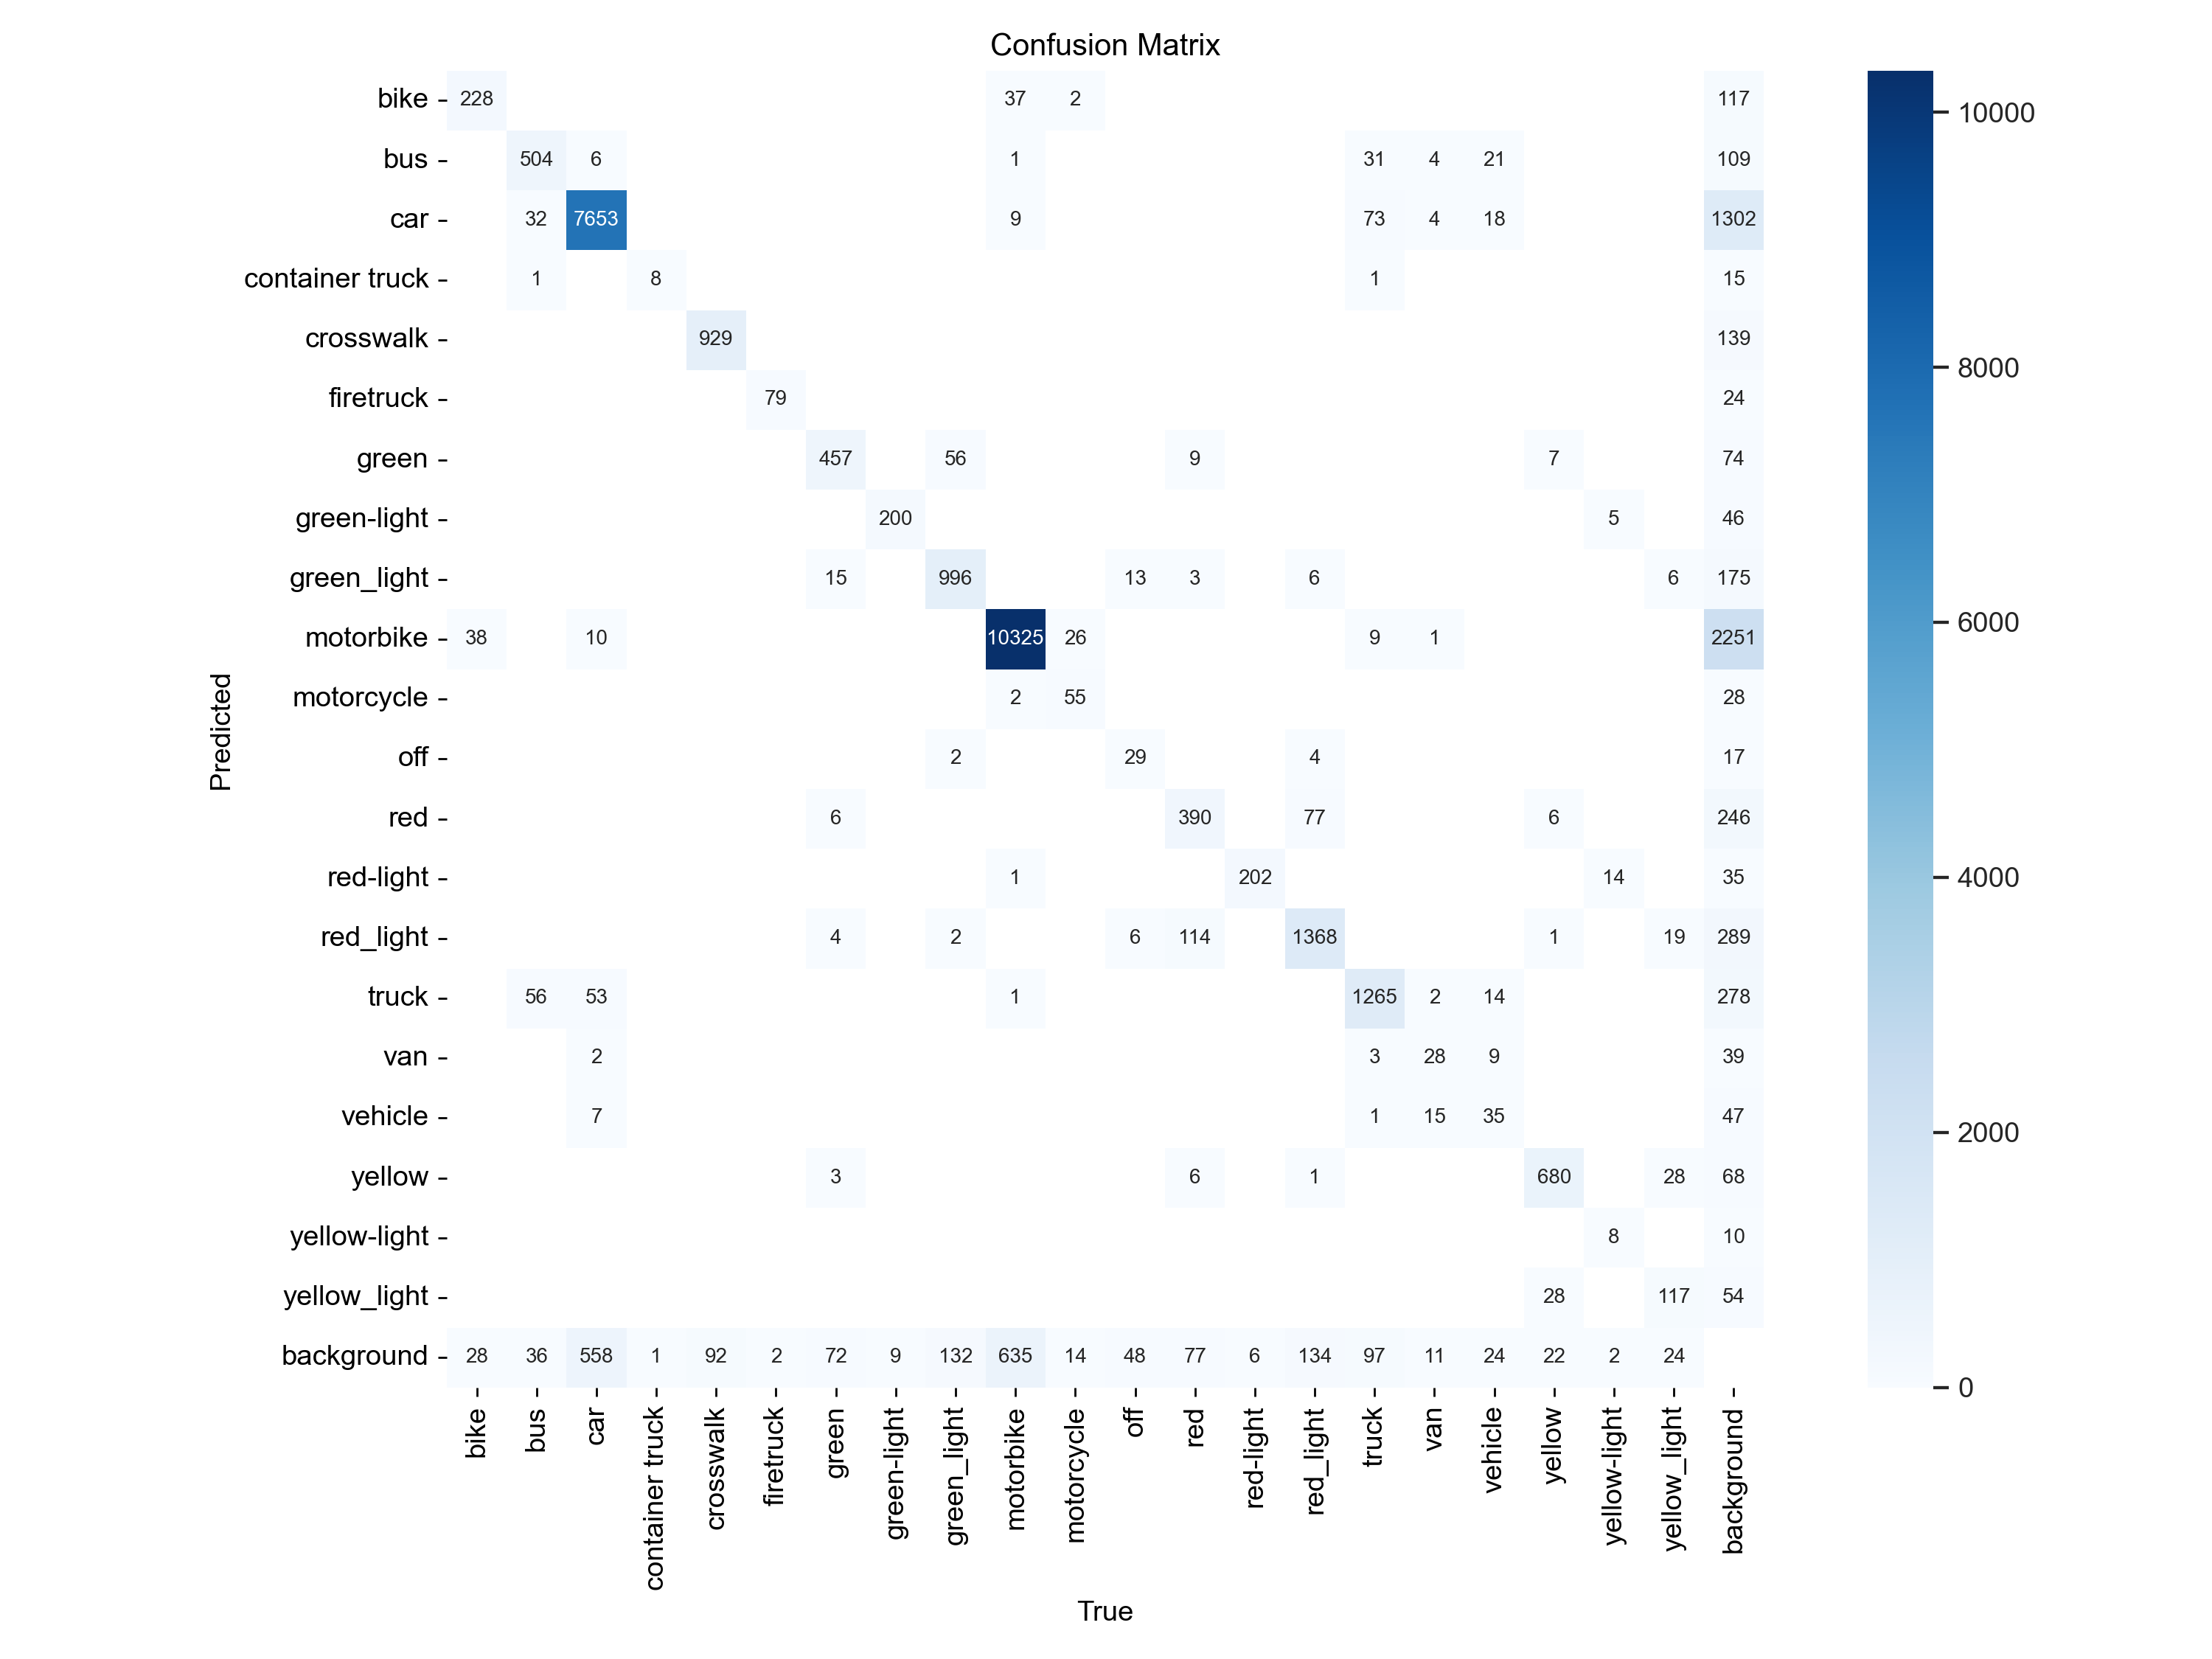 Confusion Matrix
bike 228 37 2 117
bus 504 6 1 31 4 21 109
car 32 7653 9 73 4 18 1302
container truck 1 8 1 15
crosswalk 929 139
firetruck 79 24
green 457 56 9 7 74
green-light 200 5 46
green_light 15 996 13 3 6 6 175
motorbike 38 10 10325 26 9 1 2251
motorcycle 2 55 28
off 2 29 4 17
red 6 390 77 6 246
red-light 1 202 14 35
red_light 4 2 6 114 1368 1 19 289
truck 56 53 1 1265 2 14 278
van 2 3 28 9 39
vehicle 7 1 15 35 47
yellow 3 6 1 680 28 68
yellow-light 8 10
yellow_light 28 117 54
background 28 36 558 1 92 2 72 9 132 635 14 48 77 6 134 97 11 24 22 2 24
Predicted
bike
bus
car
container truck
crosswalk
firetruck
green
green-light
green_light
motorbike
motorcycle
off
red
red-light
red_light
truck
van
vehicle
yellow
yellow-light
yellow_light
background
True
10000
8000
6000
4000
2000
0